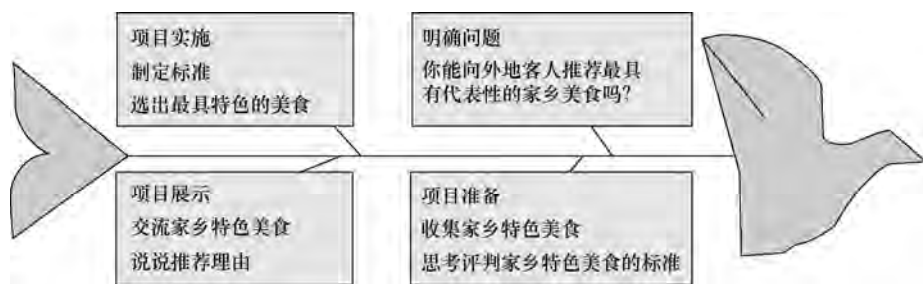 项目实施
制定标准
选出最具特色的美食
明确问题
你能向外地客人推荐最具
有代表性的家乡美食吗?
项目展示
交流家乡特色美食
说说推荐理由
项目准备
收集家乡特色美食
思考评判家乡特色美食的标准